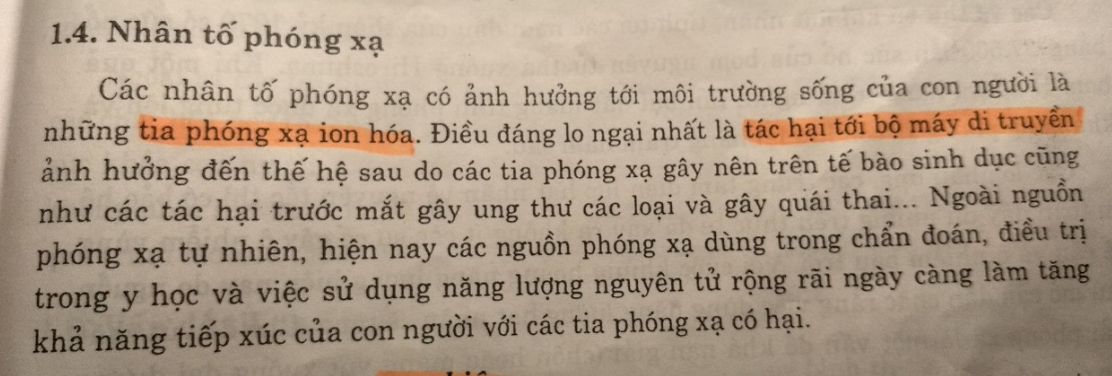 1.4. Nhân tố phóng xạ
Các nhân tố phóng xạ có ảnh hưởng tới môi trường sống của con người là
những tia phóng xạ ion hóa. Điều đáng lo ngại nhất là tác hại tới bộ máy di truyền
ảnh hưởng đến thế hệ sau do các tia phóng xạ gây nên trên tế bào sinh dục cũng
như các tác hại trước mắt gây ung thư các loại và gây quái thai... Ngoài nguồn
phóng xạ tự nhiên, hiện nay các nguồn phóng xạ dùng trong chẩn đoán, điều trị
trong y học và việc sử dụng năng lượng nguyên tử rộng rãi ngày càng làm tăng
khả năng tiếp xúc của con người với các tia phóng xạ có hại.